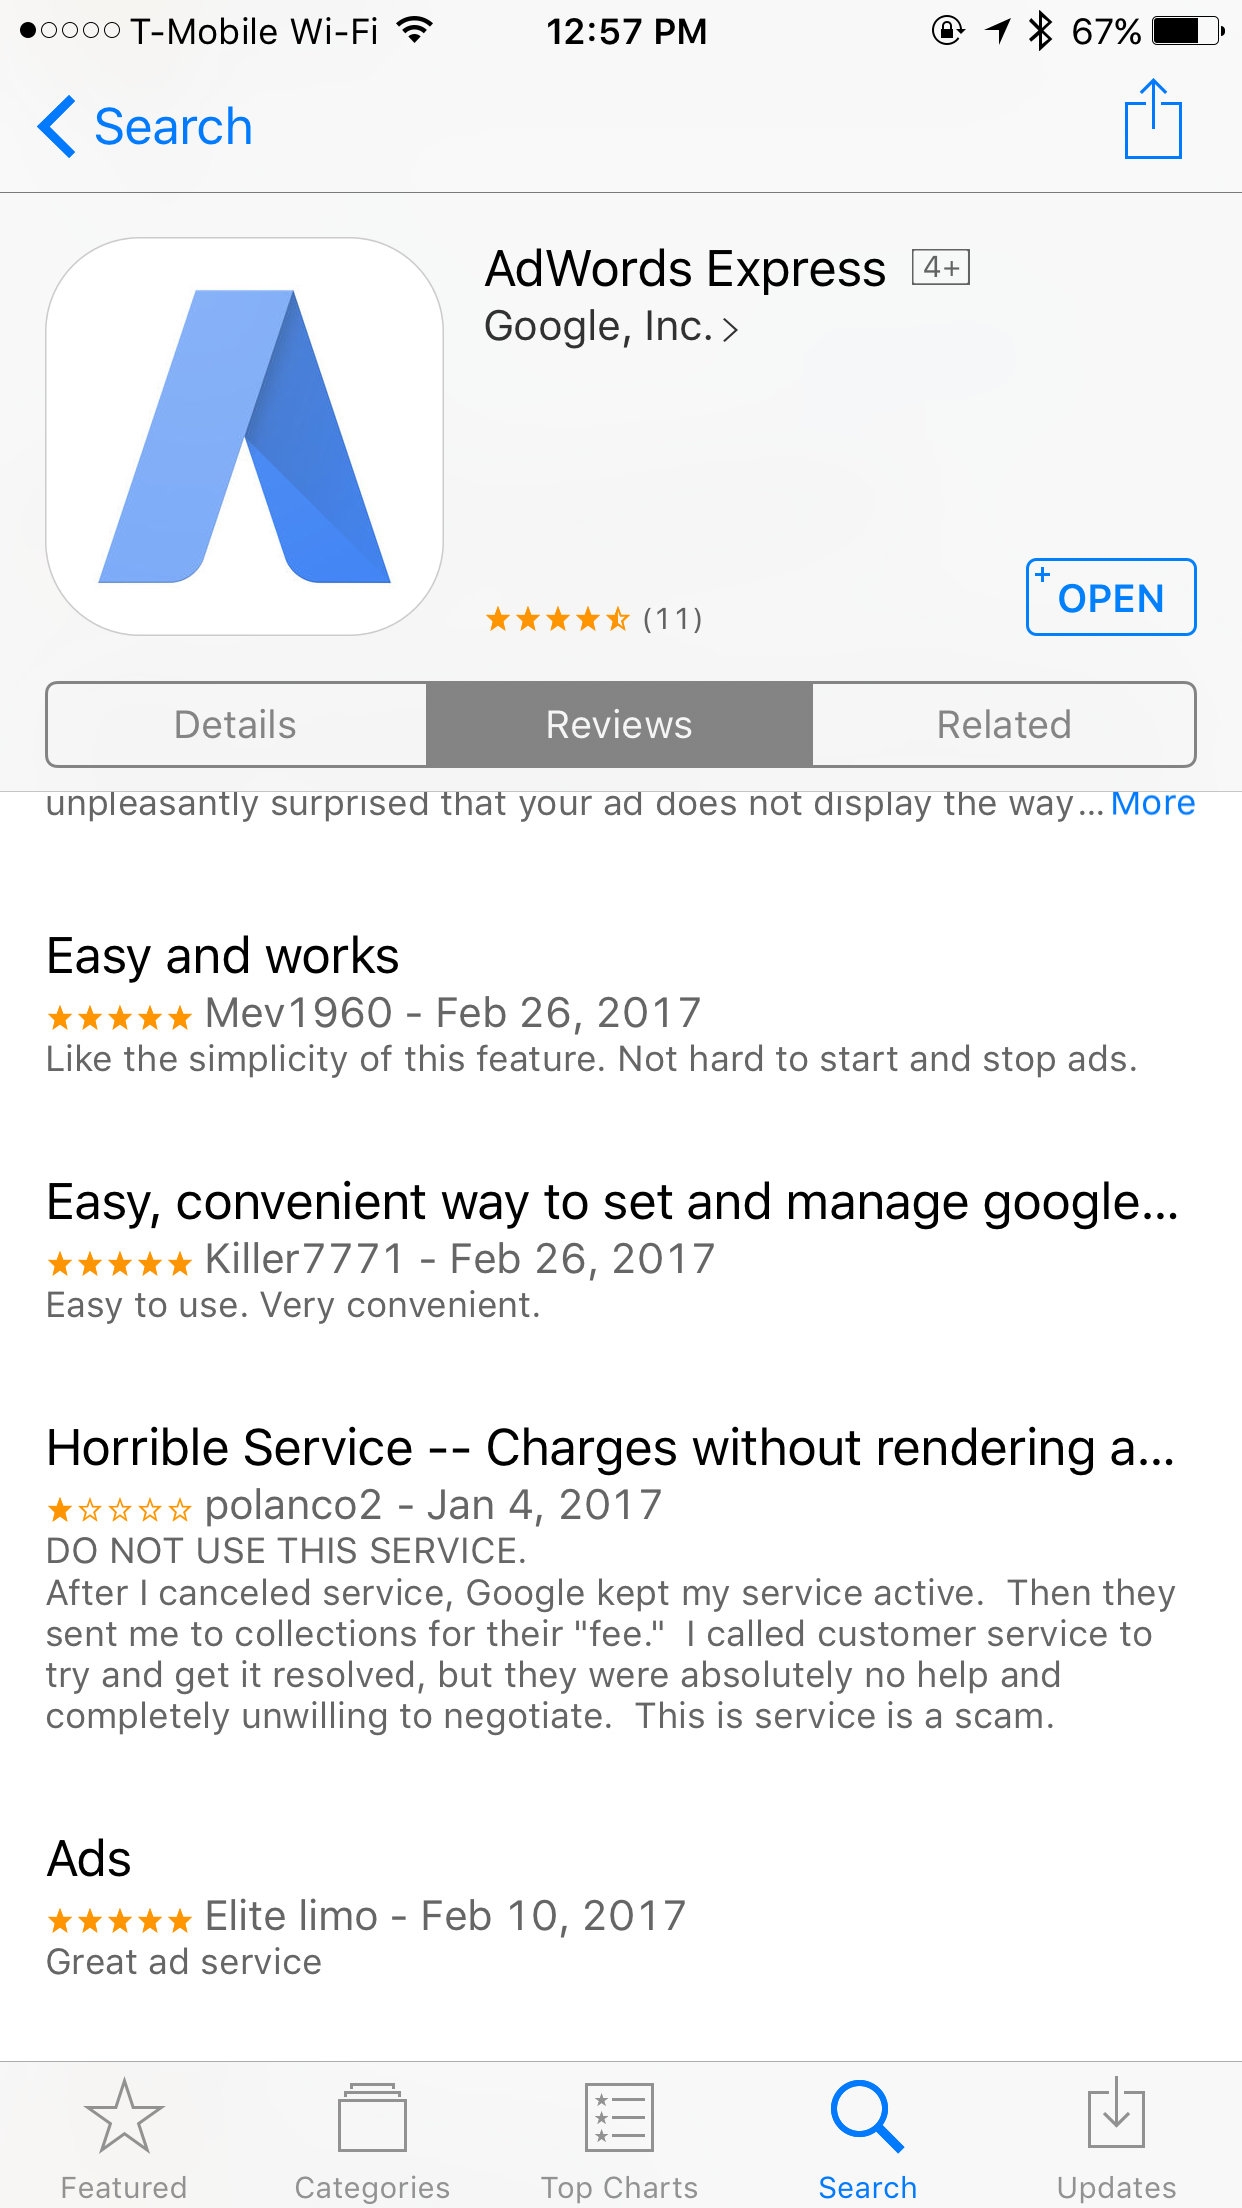 T-Mobile Wi-Fi 12:57 PM 67%
Search
AdWords Express 4+
Google, Inc.
(11)
+ OPEN
Details Reviews Related
unpleasantly surprised that your ad does not display the way... More
Easy and works
Mev1960 - Feb 26, 2017
Like the simplicity of this feature. Not hard to start and stop ads.
Easy, convenient way to set and manage google...
Killer7771 - Feb 26, 2017
Easy to use. Very convenient.
Horrible Service -- Charges without rendering a...
polanco2 - Jan 4, 2017
DO NOT USE THIS SERVICE.
After I canceled service, Google kept my service active.  Then they
sent me to collections for their "fee."  I called customer service to
try and get it resolved, but they were absolutely no help and
completely unwilling to negotiate.  This is service is a scam.
Ads
Elite limo - Feb 10, 2017
Great ad service
Featured Categories Top Charts Search Updates